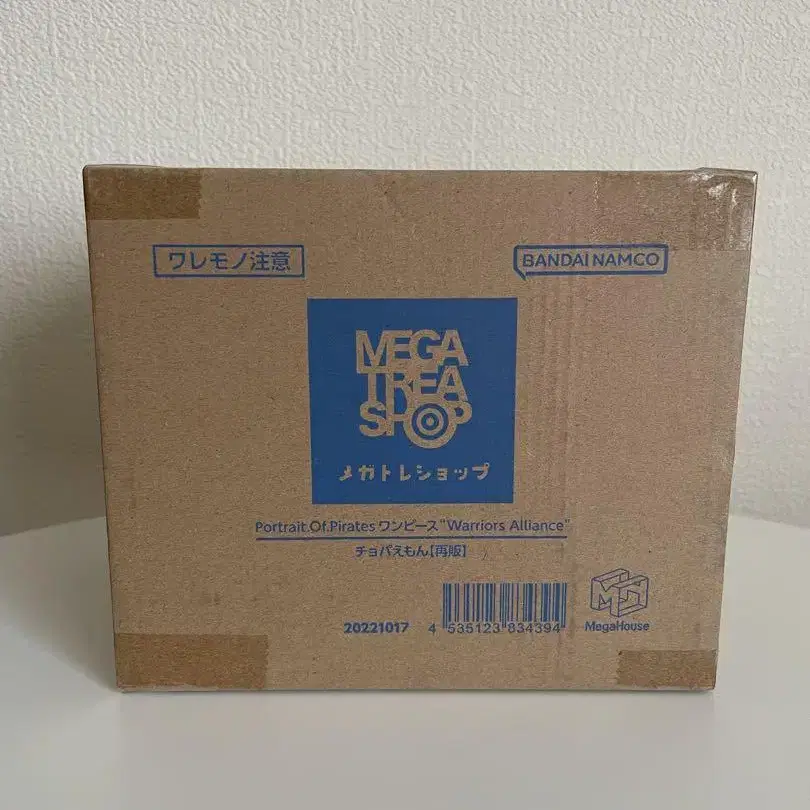 ワレモノ注意
BANDAI NAMCO
MEGA
TREA
SHOP
メガトレショップ
Portrait.Of.Pirates ワンピース"Warriors Alliance"
チョパえもん【再販】
20221017
4 535123 834394
MegaHouse